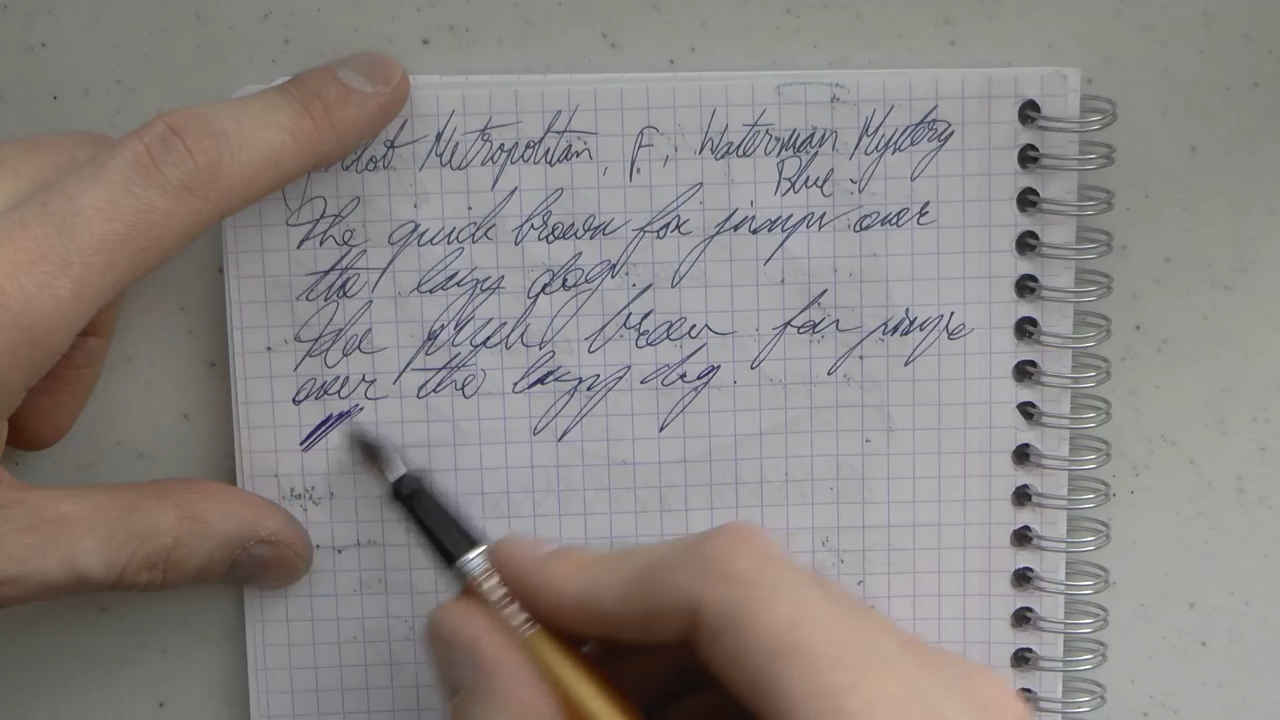 Metropolitan, F, Waterman Mystery
Blue.
The quick brown fox jumps over
the lazy dog.
The quick brown fox jumps
over the lazy dog.